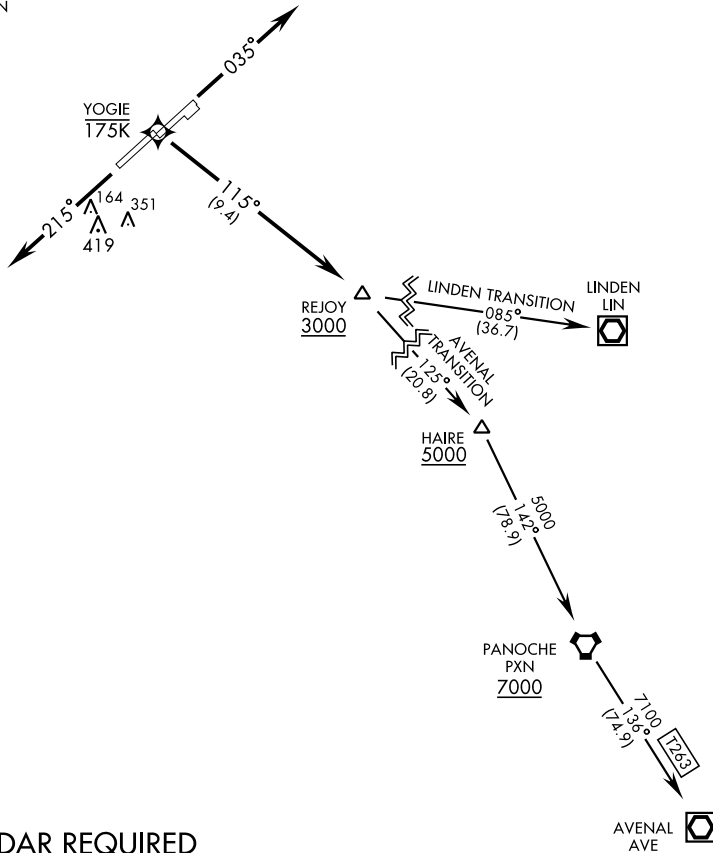 N
035°
YOGIE
175K
115°
(9.4)
215°
164
351
419
REJOY
3000
LINDEN TRANSITION
085°
(36.7)
LINDEN
LIN
AVENAL
TRANSITION
125°
(20.8)
HAIRE
5000
5000
142°
(78.9)
PANOCHE
PXN
7000
7100
136°
(74.9)
T263
DAR REQUIRED
AVENAL
AVE